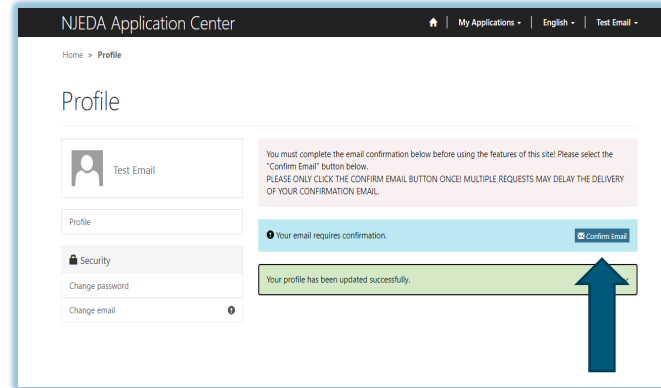 NJEDA Application Center
My Applications
English
Test Email
Home > Profile
Profile
Test Email
You must complete the email confirmation below before using the features of this site! Please select the
"Confirm Email" button below.
PLEASE ONLY CLICK THE CONFIRM EMAIL BUTTON ONCE! MULTIPLE REQUESTS MAY DELAY THE DELIVERY
OF YOUR CONFIRMATION EMAIL.
Profile
Your email requires confirmation.
Confirm Email
Security
Your profile has been updated successfully.
Change password
Change email